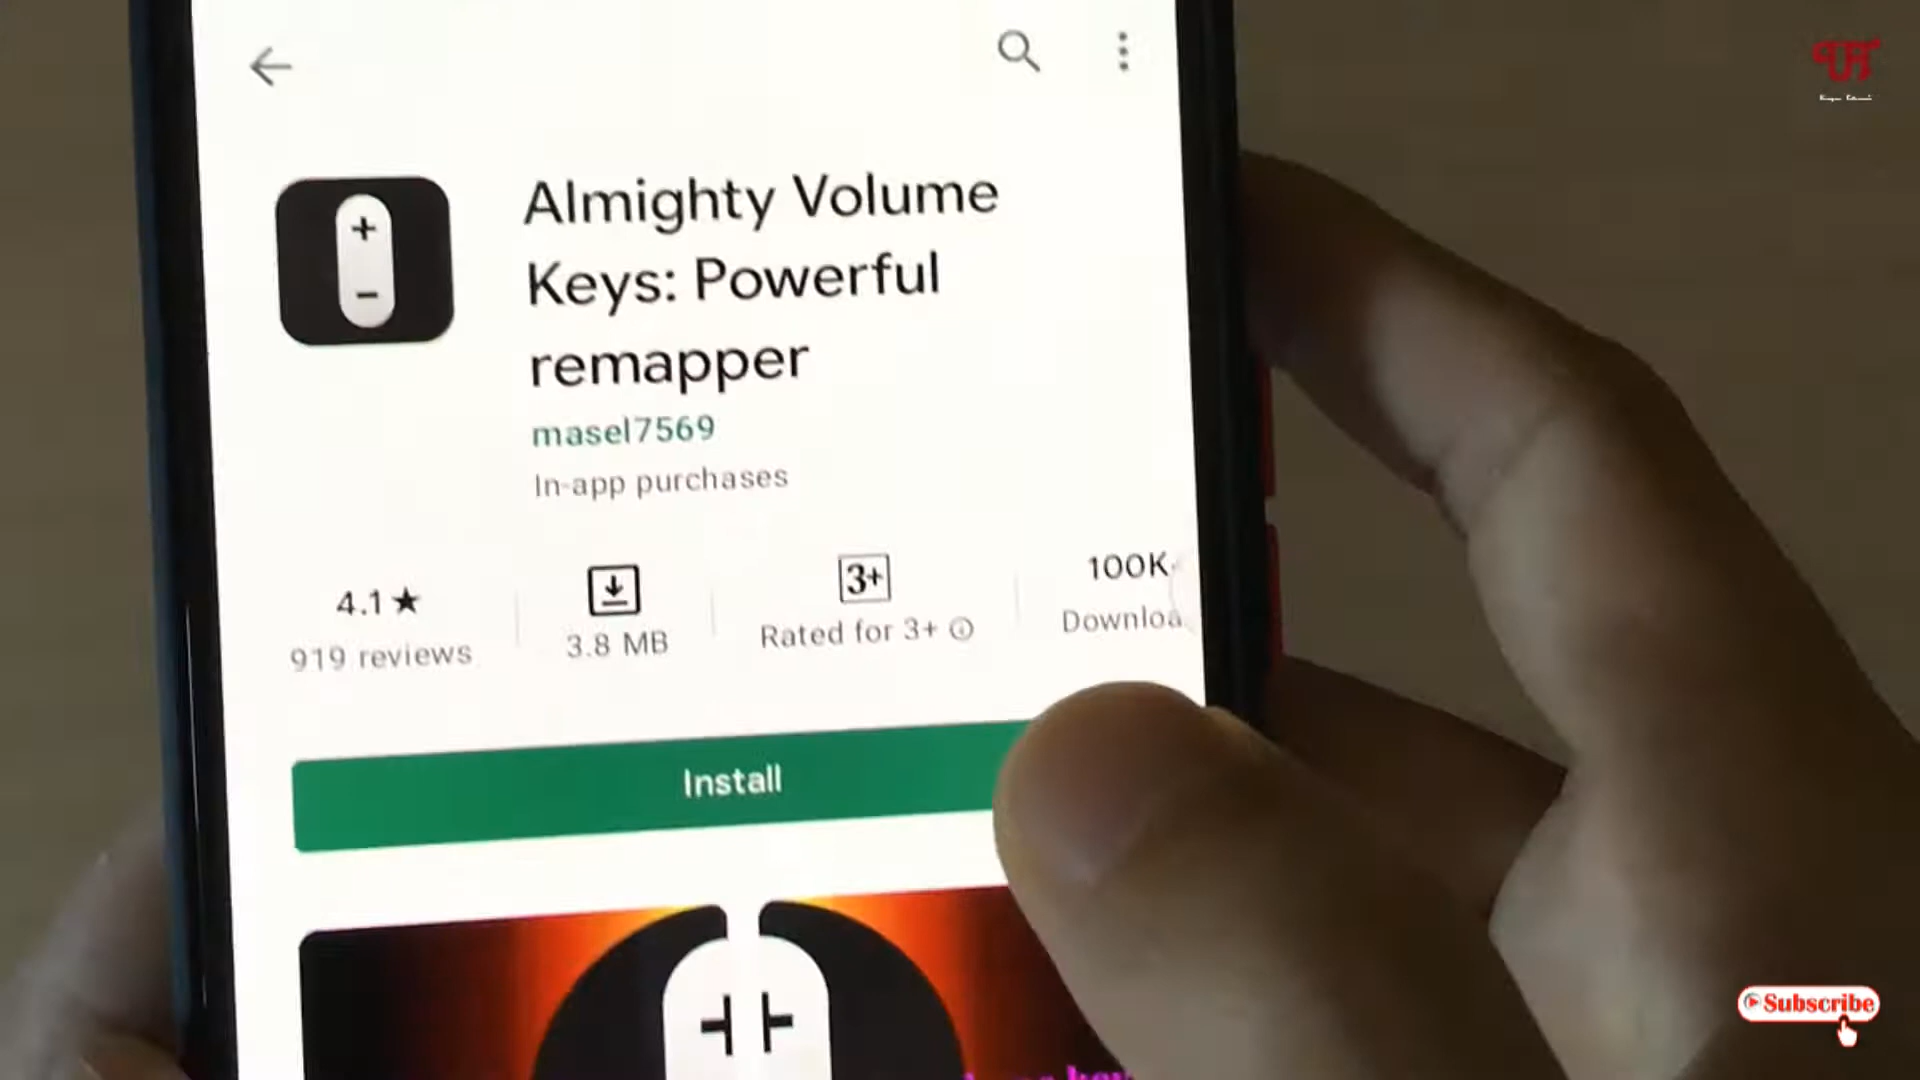 Almighty Volume
Keys: Powerful
remapper
masel7569
In-app purchases
4.1★
919 reviews
3.8 MB
3+
Rated for 3+
100K
Downloa
Install
Subscribe